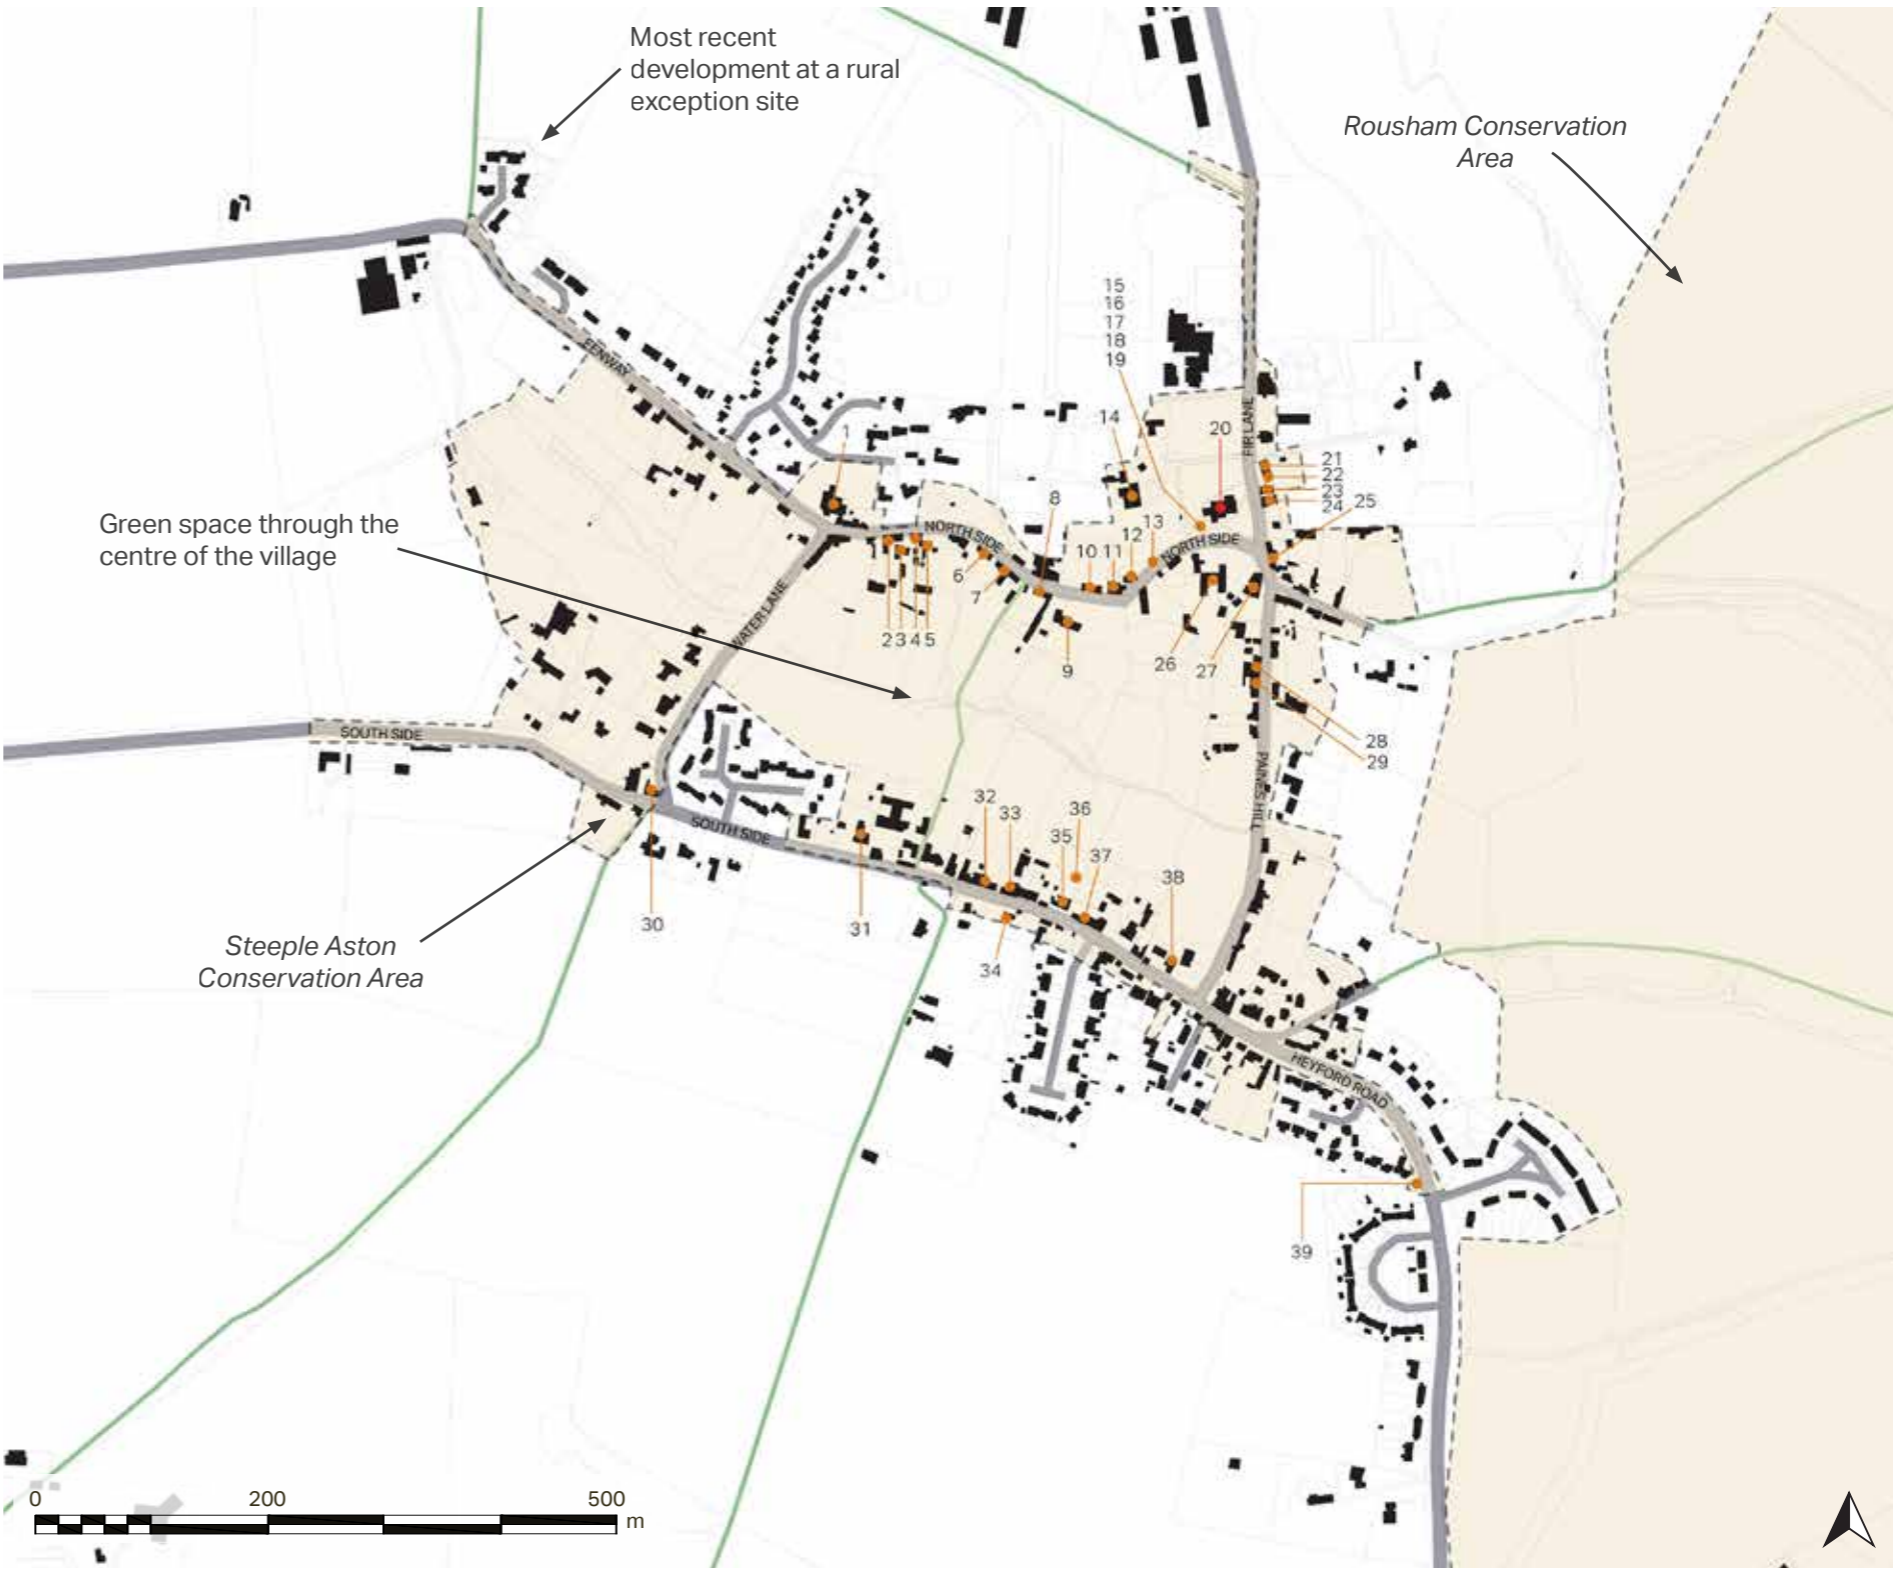 Most recent
development at a rural
exception site
Rousham Conservation
Area
FENWAY
15
16
17
18
19
14
20
FIR LANE
1
21
22
23
24
25
8
NORTH SIDE
13
12
10
11
NORTH SIDE
Green space through the
centre of the village
6
7
2
3
4
5
WATER LANE
9
26
27
SOUTH SIDE
28
29
PAINES HILL
32
33
36
35
37
38
SOUTH SIDE
30
31
34
Steeple Aston
Conservation Area
HEYFORD ROAD
39
0
200
500
m